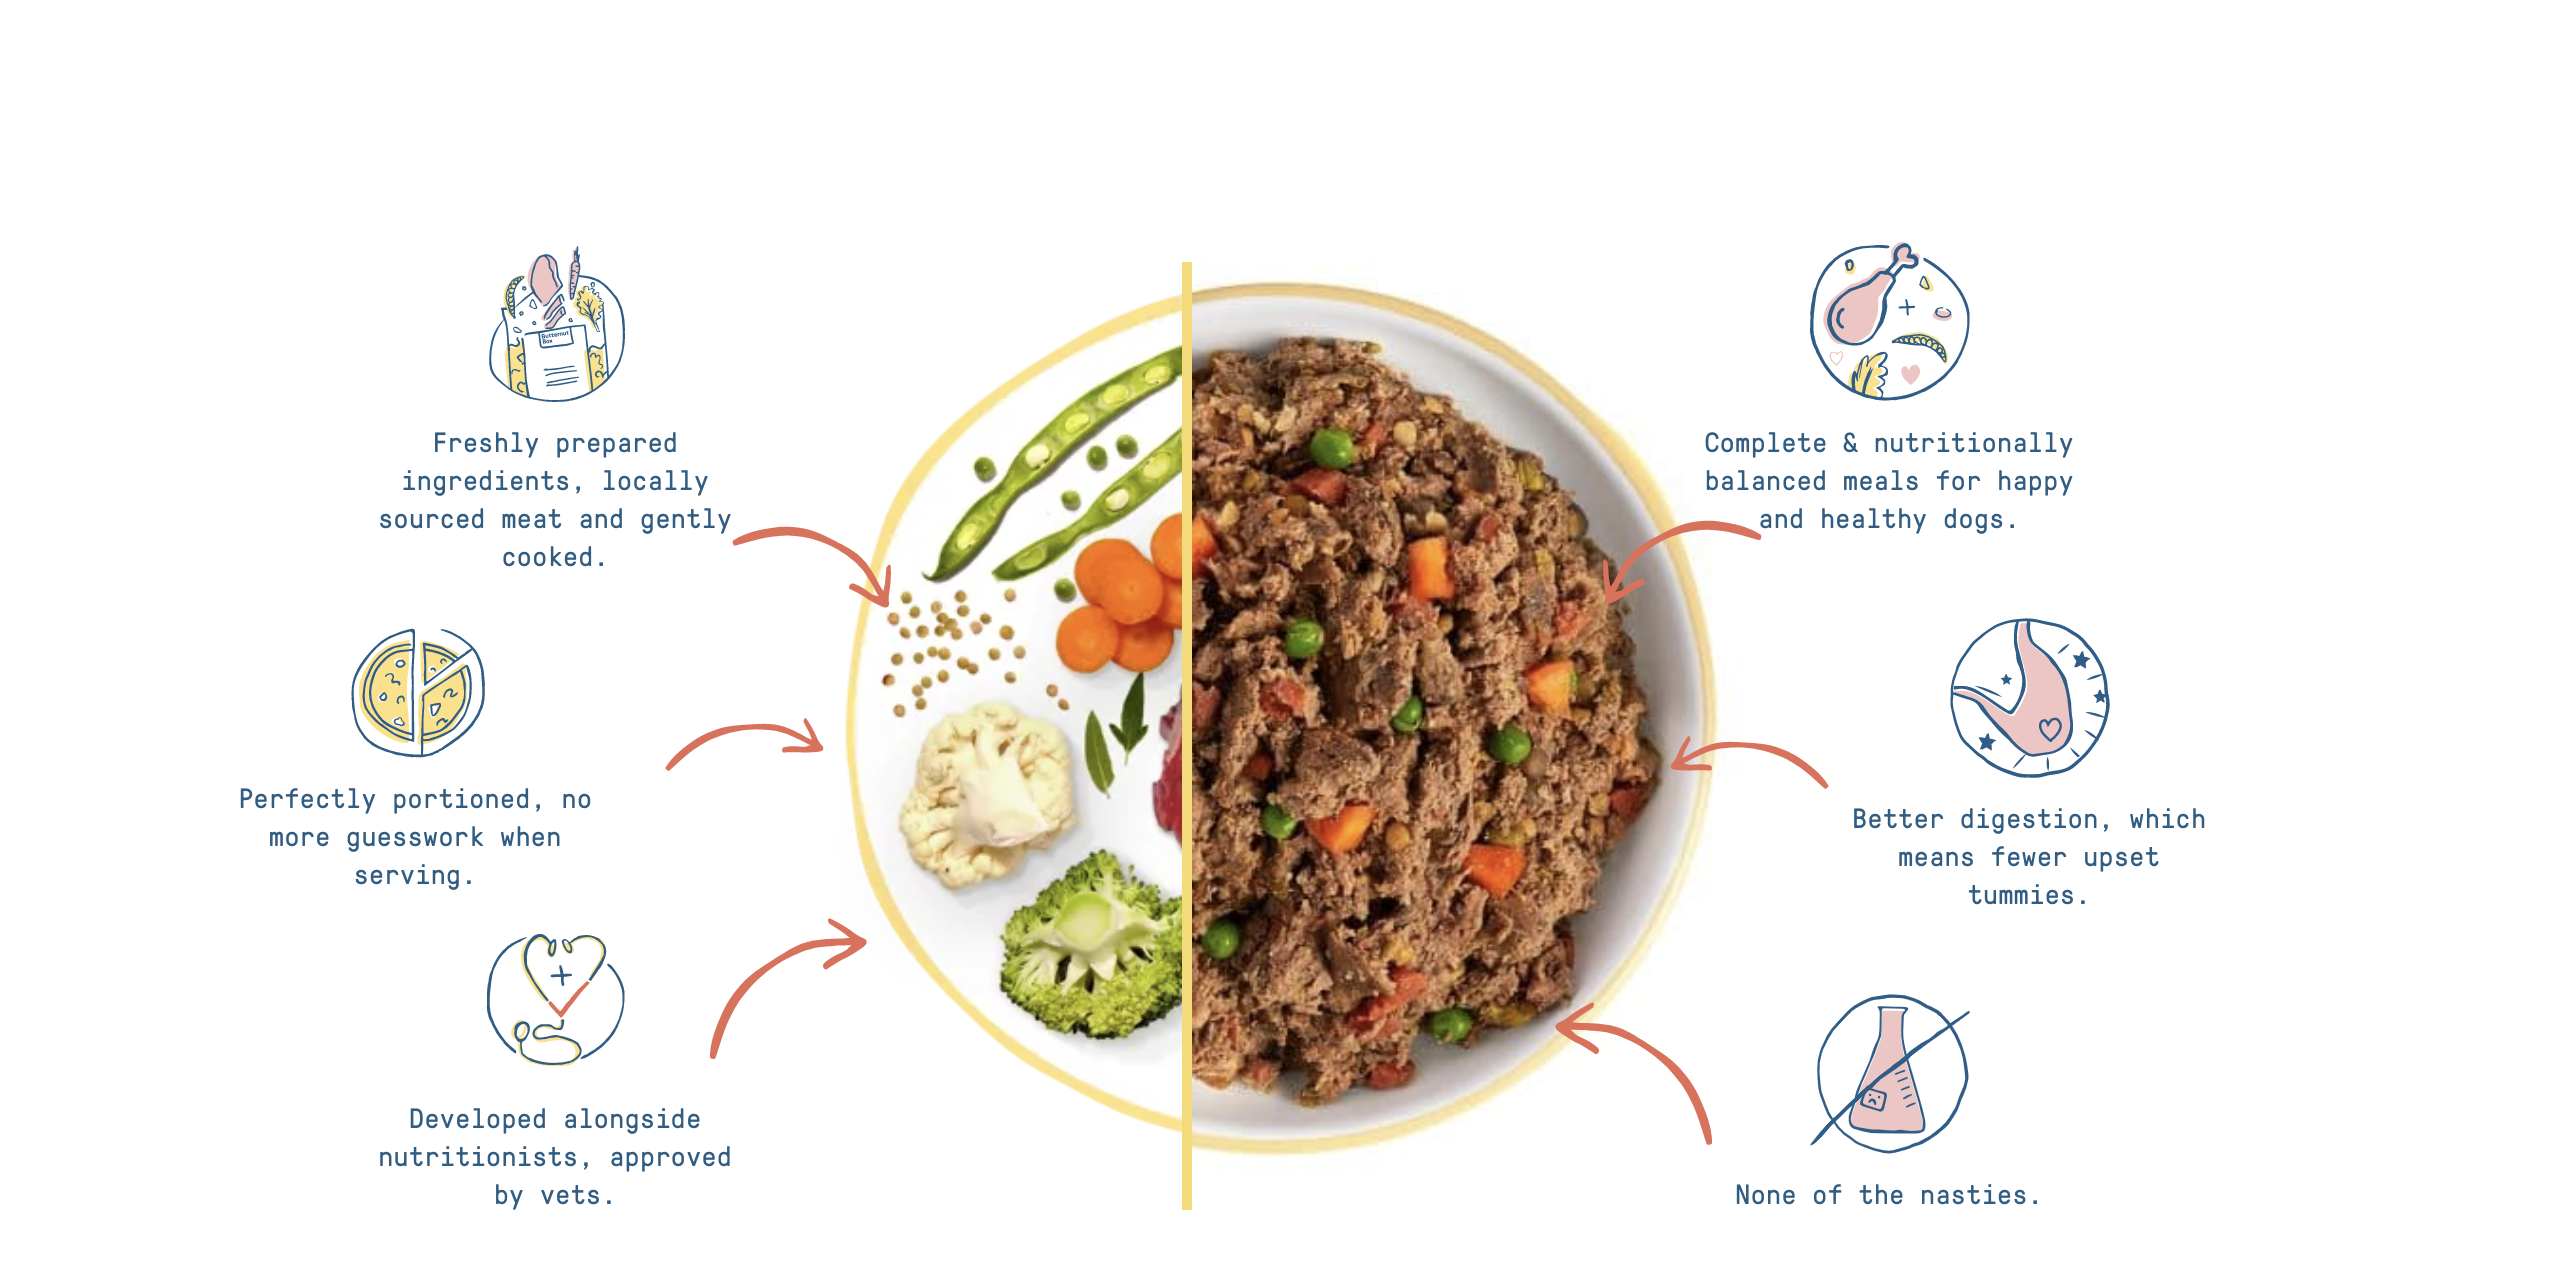 Butternut
Box
Freshly prepared
ingredients, locally
sourced meat and gently
cooked.
Perfectly portioned, no
more guesswork when
serving.
Developed alongside
nutritionists, approved
by vets.
Complete & nutritionally
balanced meals for happy
and healthy dogs.
Better digestion, which
means fewer upset
tummies.
None of the nasties.